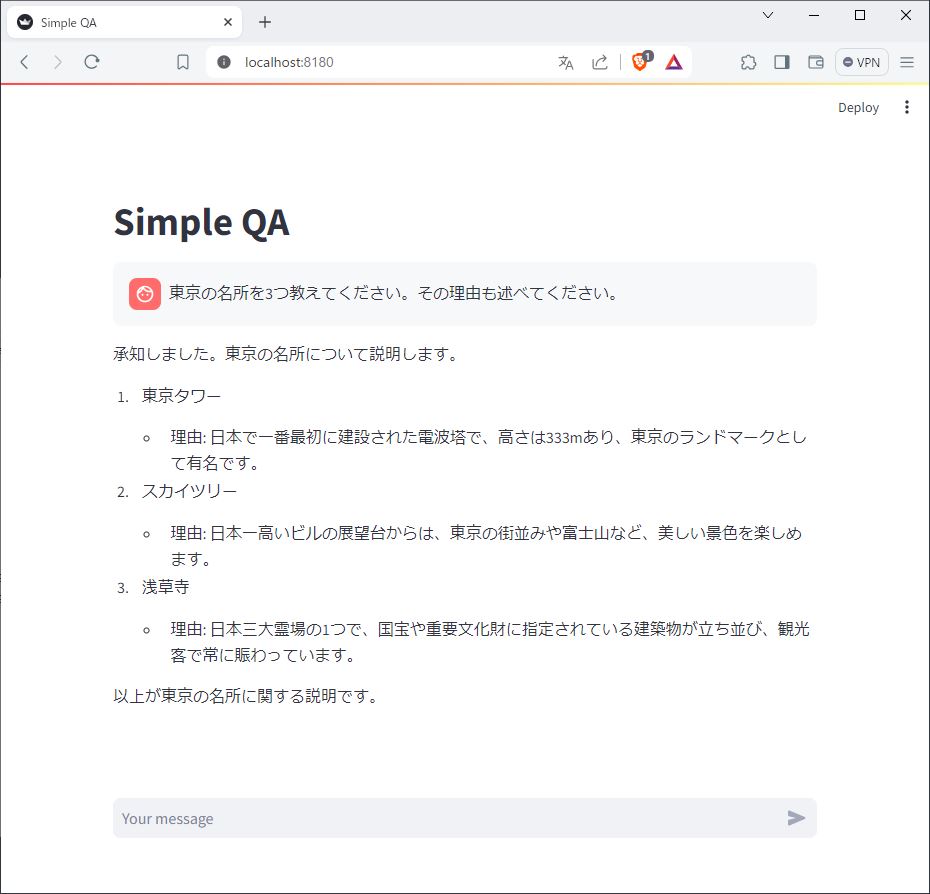 Simple QA
localhost:8180
1
VPN
Deploy
Simple QA
東京の名所を3つ教えてください。その理由も述べてください。
承知しました。東京の名所について説明します。
1. 東京タワー
理由: 日本で一番最初に建設された電波塔で、高さは333mあり、東京のランドマークとし
て有名です。
2. スカイツリー
理由: 日本一高いビルの展望台からは、東京の街並みや富士山など、美しい景色を楽しめ
ます。
3. 浅草寺
理由: 日本三大霊場の1つで、国宝や重要文化財に指定されている建築物が立ち並び、観光
客で常に賑わっています。
以上が東京の名所に関する説明です。
Your message